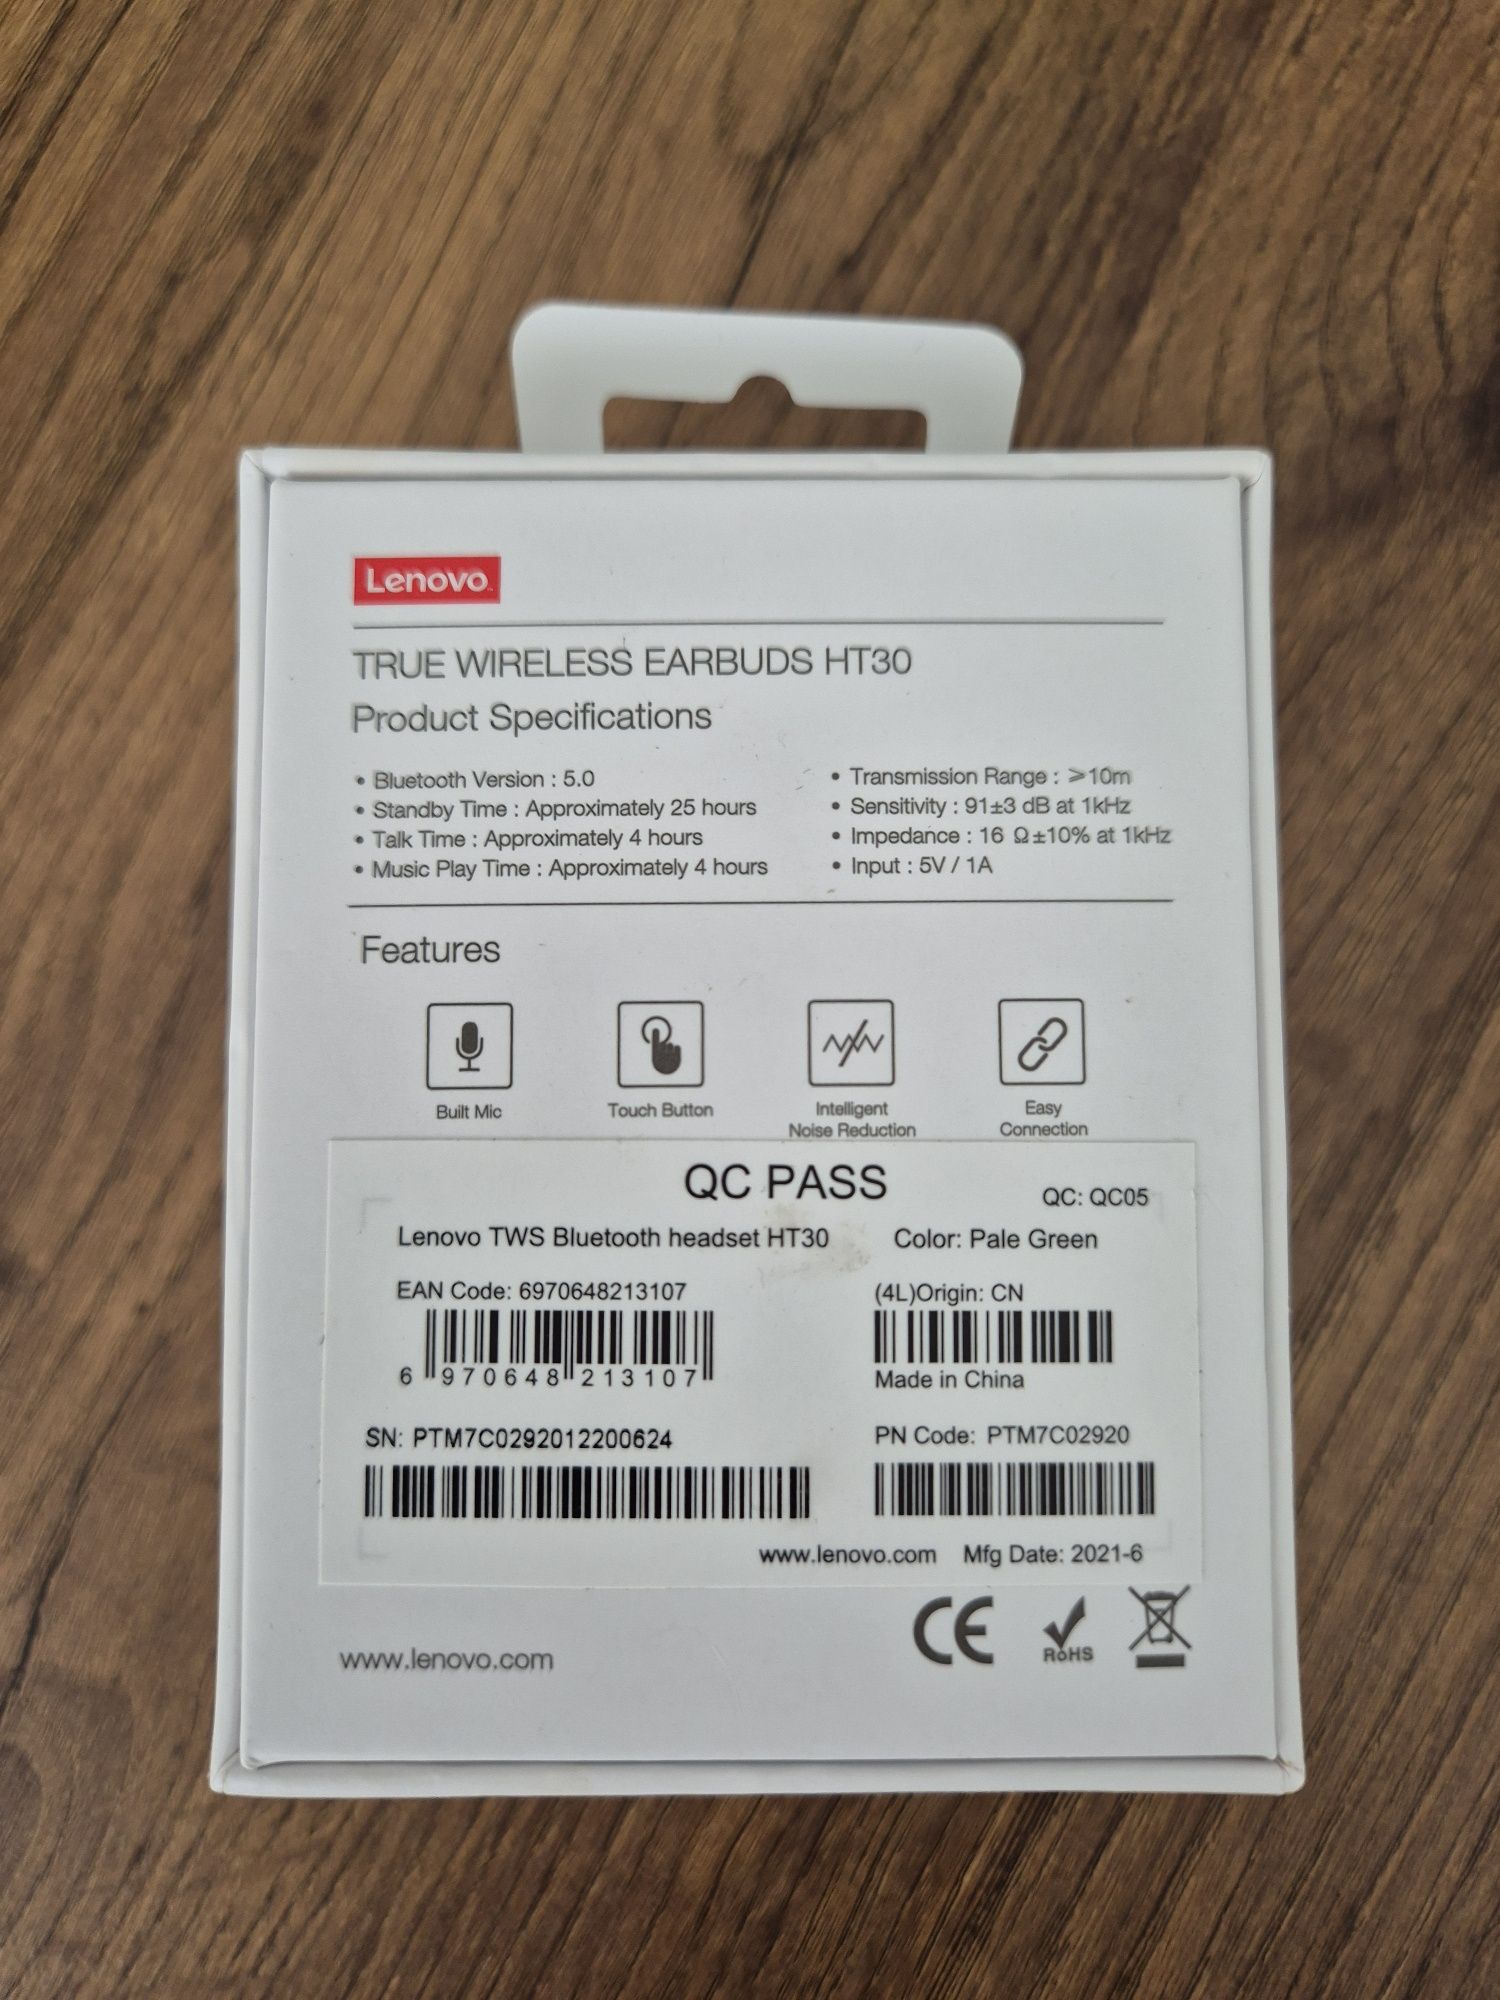 Lenovo
TRUE WIRELESS EARBUDS HT30
Product Specifications
• Bluetooth Version : 5.0
• Standby Time : Approximately 25 hours
• Talk Time : Approximately 4 hours
• Music Play Time : Approximately 4 hours
• Transmission Range : ⩾10m
• Sensitivity : 91±3 dB at 1kHz
• Impedance : 16 Ω±10% at 1kHz
• Input : 5V / 1A
Features
Built Mic
Touch Button
Intelligent
Noise Reduction
Easy
Connection
QC PASS
QC: QC05
Lenovo TWS Bluetooth headset HT30
Color: Pale Green
EAN Code: 6970648213107
6 970648 213107
(4L)Origin: CN
Made in China
SN: PTM7C0292012200624
PN Code: PTM7C02920
www.lenovo.com Mfg Date: 2021-6
www.lenovo.com
CE
RoHS